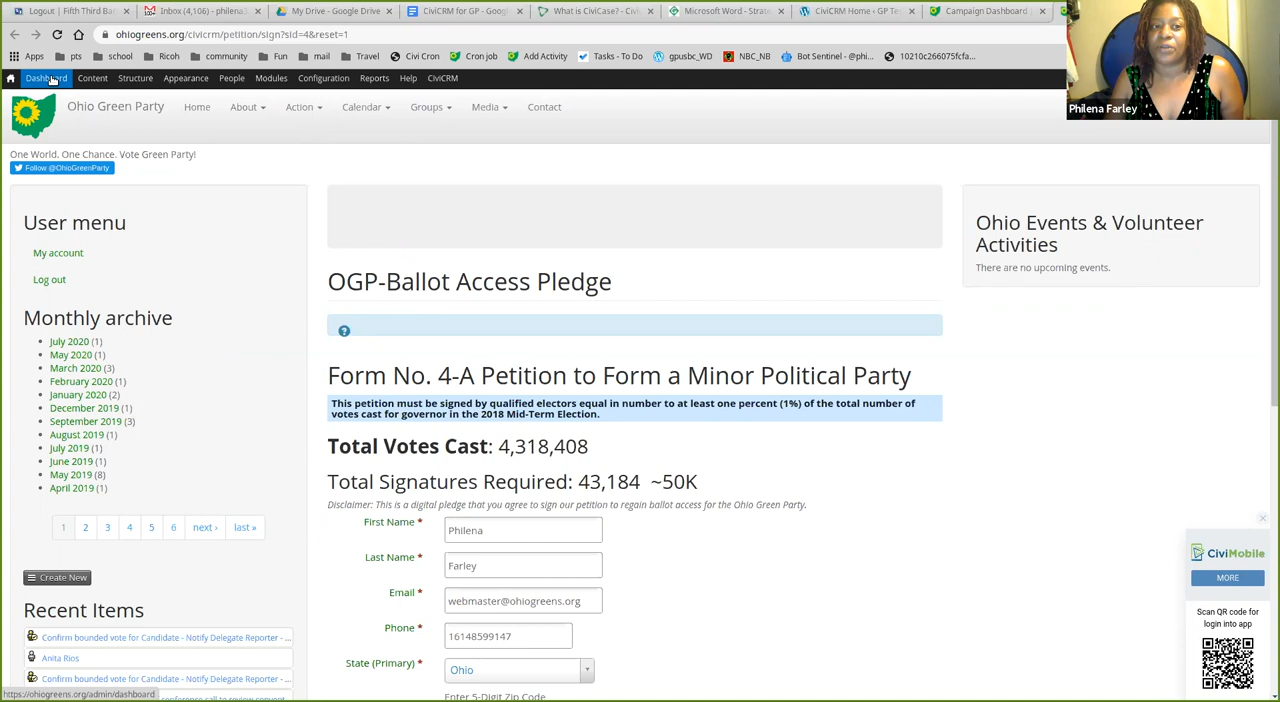 Logout | Fifth Third Ba
Inbox (4,106) - philena
My Drive - Google Drive
CiviCRM for GP - Goog
What is CiviCase? - Civi
Microsoft Word - Strate
CiviCRM Home ‹ GP Te
Campaign Dashboard
ohiogreens.org/civicrm/petition/sign?sid=4&reset=1
Apps pts school Ricoh community Fun mail Travel Civi Cron cron job Add Activity Tasks - To Do gpusbc_WD NBC_NB Bot Sentinel - @phi... 10210c266075fcfa...
Dashboard Content Structure Appearance People Modules Configuration Reports Help CiviCRM
Philena Farley
Ohio Green Party Home About Action Calendar Groups Media Contact
One World. One Chance. Vote Green Party!
Follow @OhioGreenParty
User menu
My account
Log out
Monthly archive
July 2020 (1)
May 2020 (1)
March 2020 (3)
February 2020 (1)
January 2020 (2)
December 2019 (1)
September 2019 (3)
August 2019 (1)
July 2019 (1)
June 2019 (1)
May 2019 (8)
April 2019 (1)
1 2 3 4 5 6 next › last »
Create New
Recent Items
Confirm bounded vote for Candidate - Notify Delegate Reporter - ...
Anita Rios
Confirm bounded vote for Candidate - Notify Delegate Reporter - ...
https://ohiogreens.org/admin/dashboard
OGP-Ballot Access Pledge
?
Form No. 4-A Petition to Form a Minor Political Party
This petition must be signed by qualified electors equal in number to at least one percent (1%) of the total number of
votes cast for governor in the 2018 Mid-Term Election.
Total Votes Cast: 4,318,408
Total Signatures Required: 43,184 ~50K
Disclaimer: This is a digital pledge that you agree to sign our petition to regain ballot access for the Ohio Green Party.
First Name *
Philena
Last Name *
Farley
Email *
webmaster@ohiogreens.org
Phone *
16148599147
State (Primary) *
Ohio
Enter 5-Digit Zip Code
Ohio Events & Volunteer
Activities
There are no upcoming events.
CiviMobile
MORE
Scan QR code for
login into app